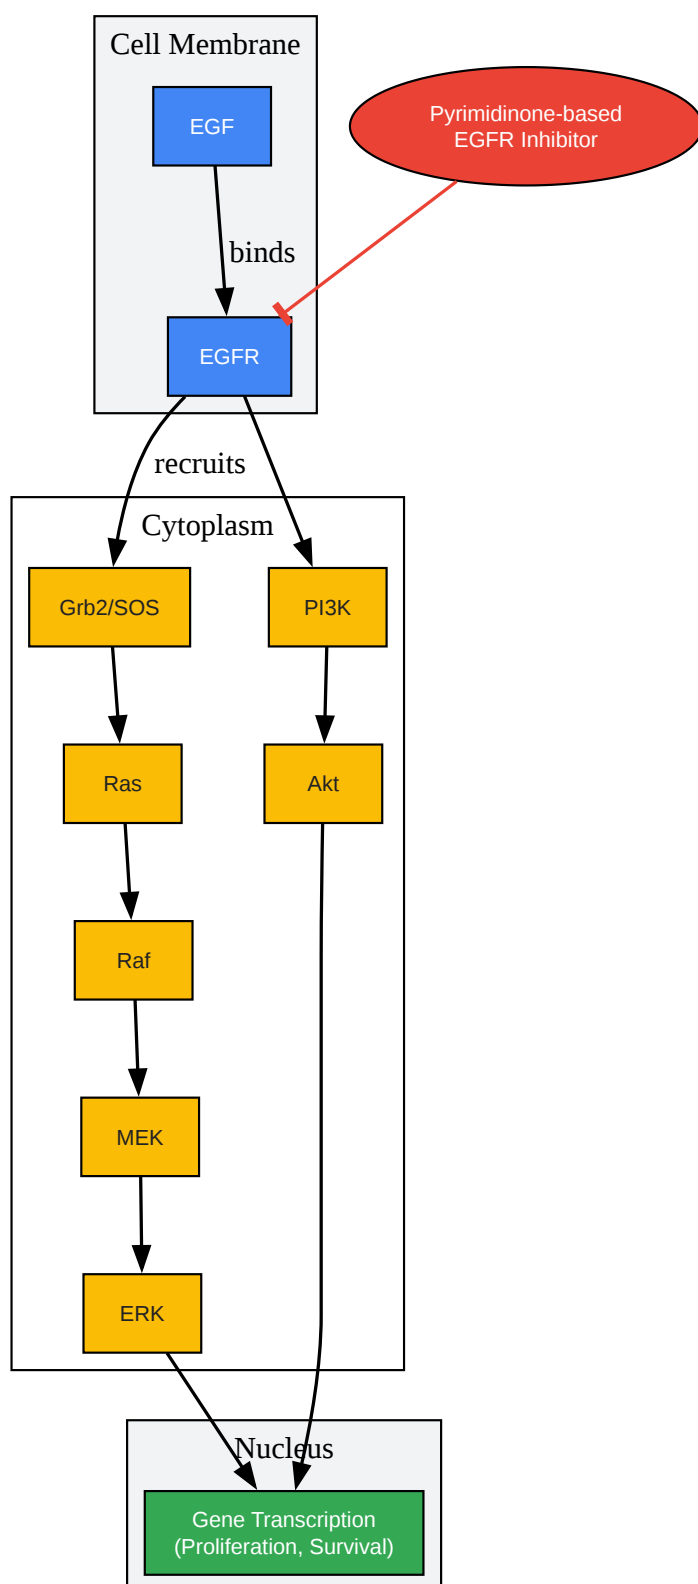 Cell Membrane
EGF
Pyrimidinone-based
EGFR Inhibitor
binds
EGFR
recruits
Cytoplasm
Grb2/SOS
PI3K
Ras
Akt
Raf
MEK
ERK
Nucleus
Gene Transcription
(Proliferation, Survival)